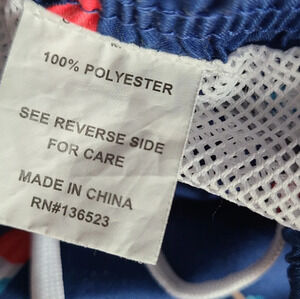 100% POLYESTER
SEE REVERSE SIDE
FOR CARE
MADE IN CHINA
RN#136523